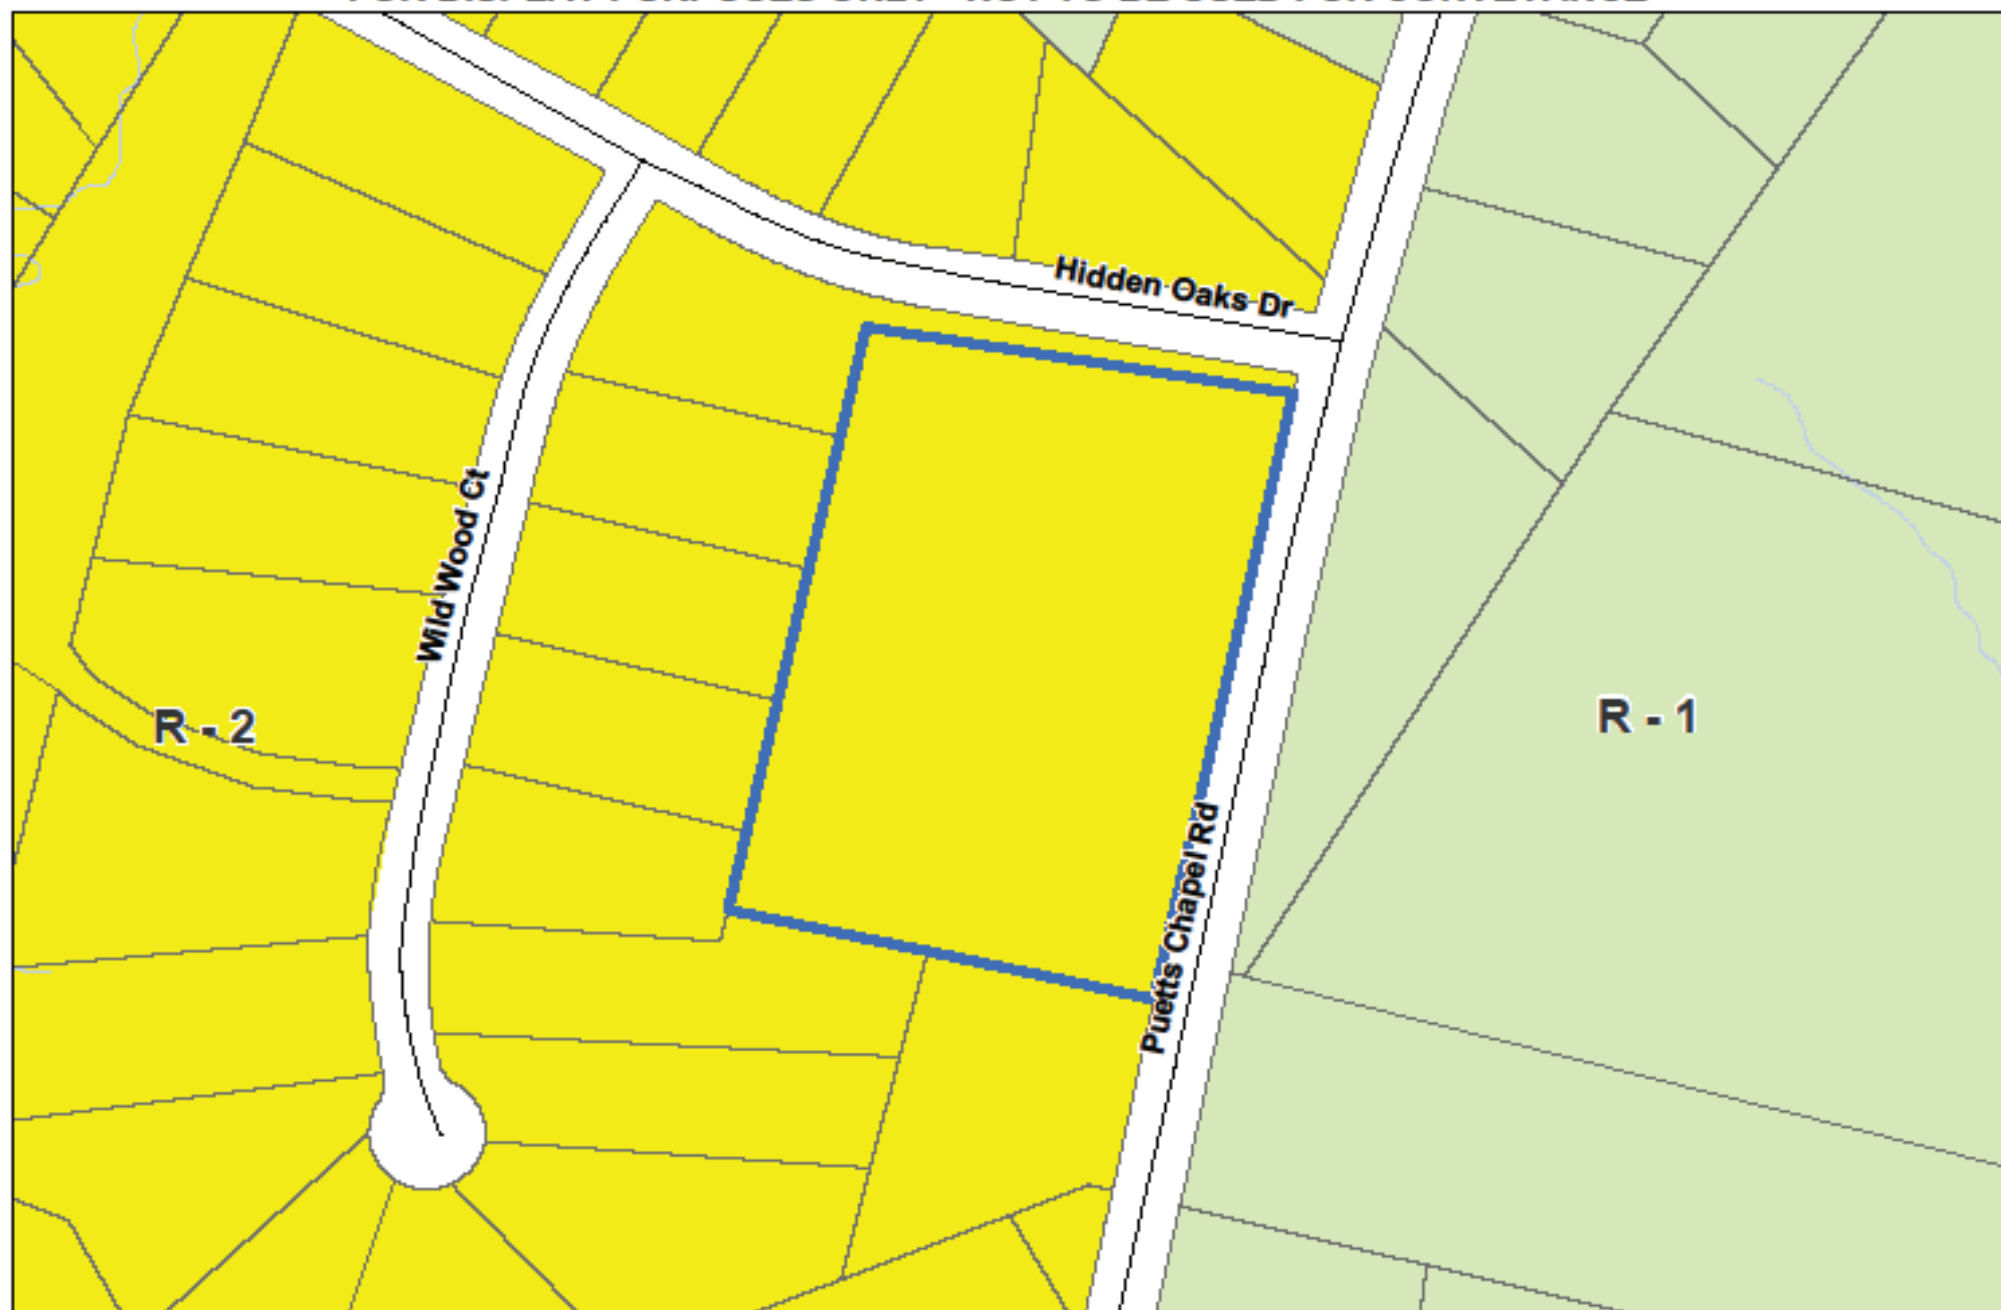 Hidden Oaks Dr
Wild Wood Ct
R - 2
R - 1
Puetts Chapel Rd